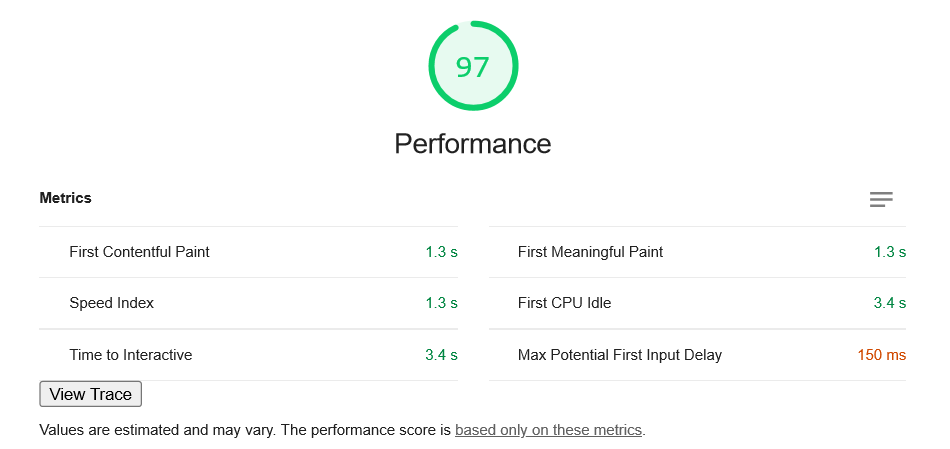 97
Performance
Metrics
First Contentful Paint 1.3 s
First Meaningful Paint 1.3 s
Speed Index 1.3 s
First CPU Idle 3.4 s
Time to Interactive 3.4 s
Max Potential First Input Delay 150 ms
View Trace
Values are estimated and may vary. The performance score is based only on these metrics.